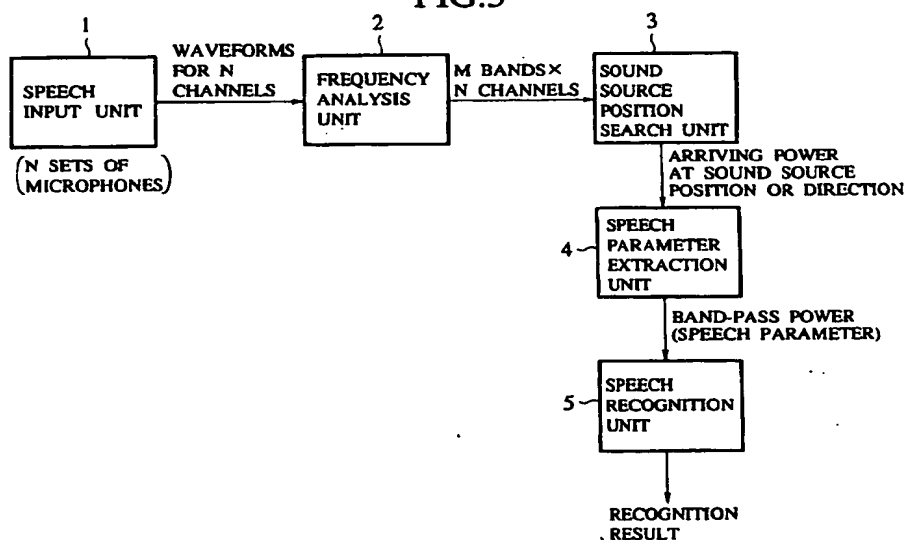 FIG.3
1
2
3
WAVEFORMS
FOR N
CHANNELS
SPEECH
INPUT UNIT
(N SETS OF
MICROPHONES)
FREQUENCY
ANALYSIS
UNIT
M BANDS×
N CHANNELS
SOUND
SOURCE
POSITION
SEARCH UNIT
ARRIVING POWER
AT SOUND SOURCE
POSITION OR DIRECTION
4
SPEECH
PARAMETER
EXTRACTION
UNIT
BAND-PASS POWER
(SPEECH PARAMETER)
5
SPEECH
RECOGNITION
UNIT
RECOGNITION
RESULT